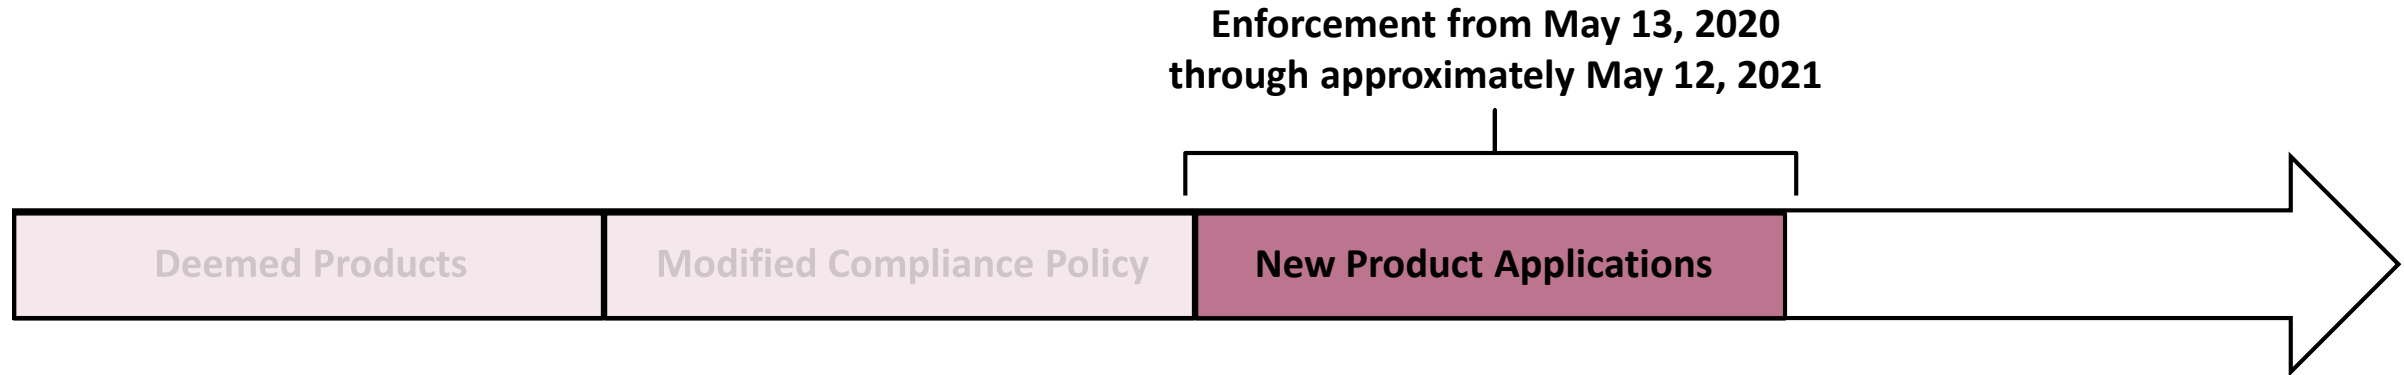 Enforcement from May 13, 2020
through approximately May 12, 2021
Deemed Products
Modified Compliance Policy
New Product Applications